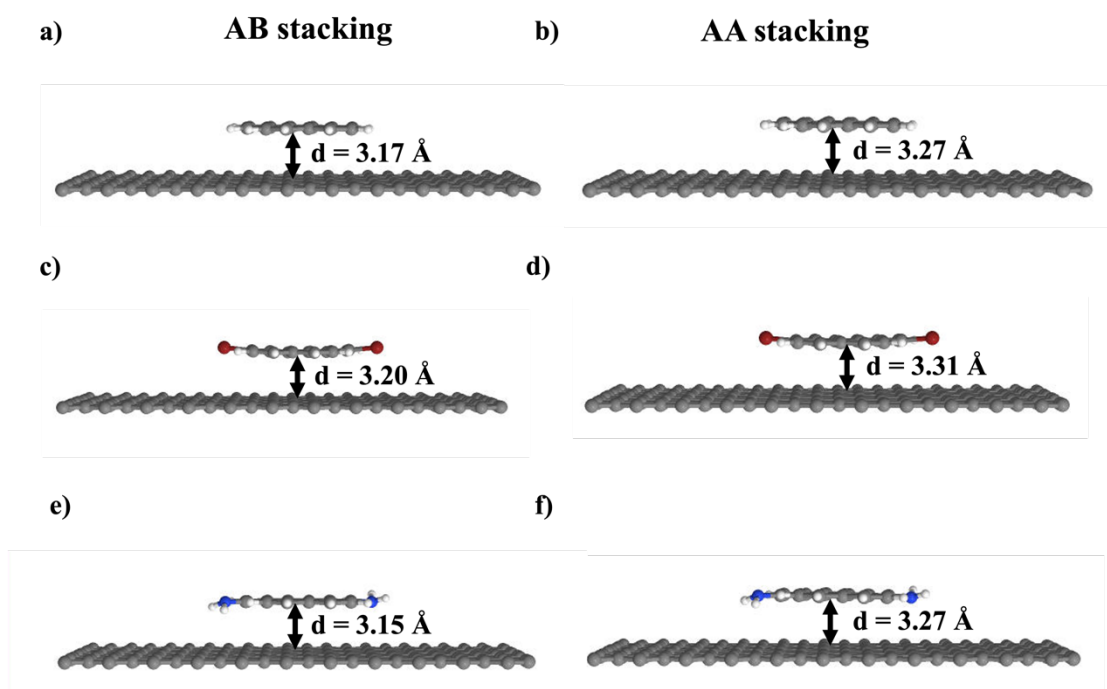 a) AB stacking b) AA stacking
d = 3.17 Å d = 3.27 Å
c) d)
d = 3.20 Å d = 3.31 Å
e) f)
d = 3.15 Å d = 3.27 Å